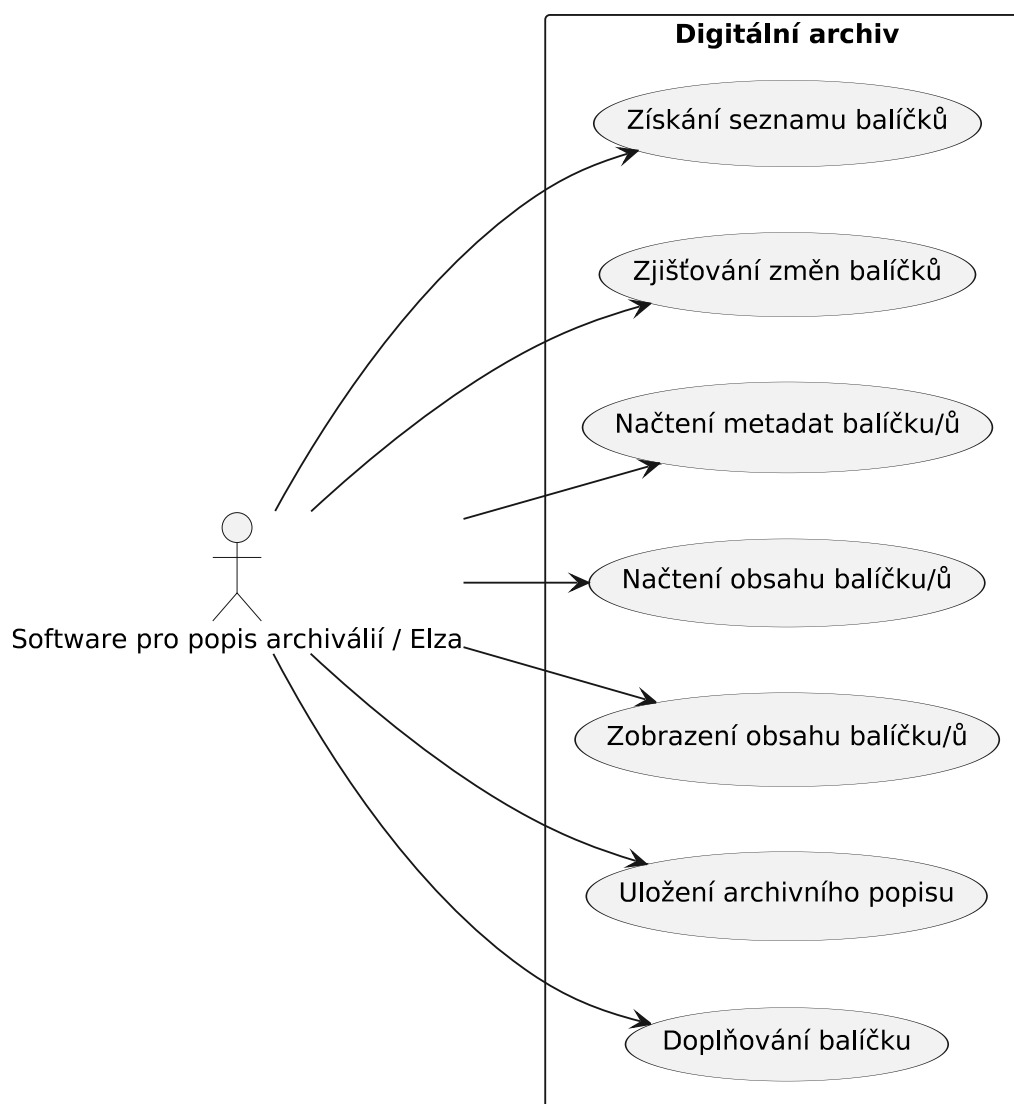 Digitální archiv
Získání seznamu balíčků
Zjišťování změn balíčků
Načtení metadat balíčku/ů
Načtení obsahu balíčku/ů
Software pro popis archiválií / Elza
Zobrazení obsahu balíčku/ů
Uložení archivního popisu
Doplňování balíčku